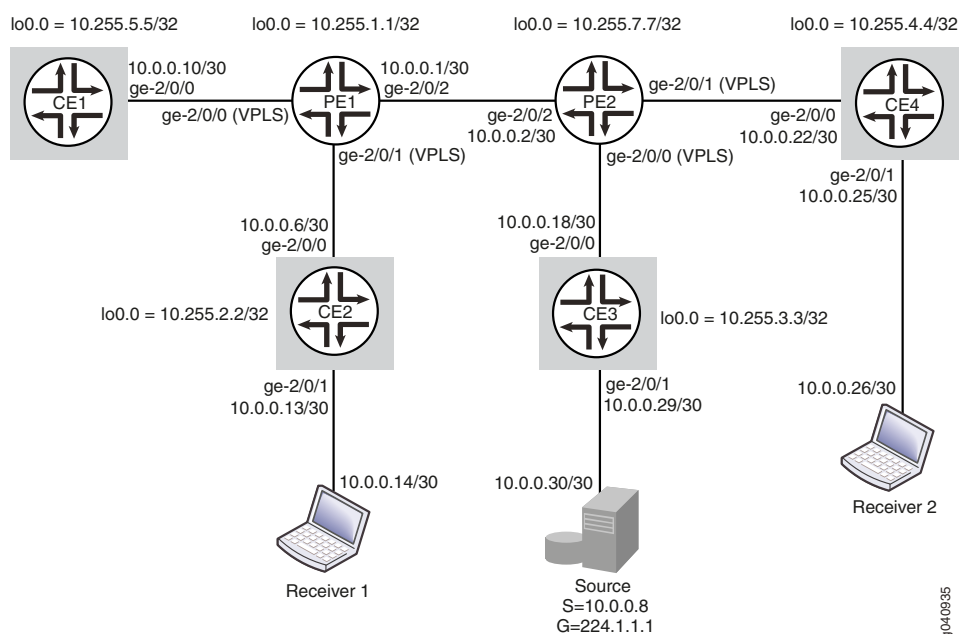 lo0.0 = 10.255.5.5/32
lo0.0 = 10.255.1.1/32
lo0.0 = 10.255.7.7/32
lo0.0 = 10.255.4.4/32
10.0.0.10/30
ge-2/0/0
10.0.0.1/30
ge-2/0/2
ge-2/0/1 (VPLS)
CE1
PE1
PE2
CE4
ge-2/0/0 (VPLS)
ge-2/0/2
10.0.0.2/30
ge-2/0/0
10.0.0.22/30
ge-2/0/1 (VPLS)
ge-2/0/0 (VPLS)
ge-2/0/1
10.0.0.25/30
10.0.0.6/30
ge-2/0/0
10.0.0.18/30
ge-2/0/0
lo0.0 = 10.255.2.2/32
CE2
CE3
lo0.0 = 10.255.3.3/32
ge-2/0/1
10.0.0.13/30
ge-2/0/1
10.0.0.29/30
10.0.0.26/30
10.0.0.14/30
10.0.0.30/30
Receiver 2
Receiver 1
Source
S=10.0.0.8
G=224.1.1.1
g040935